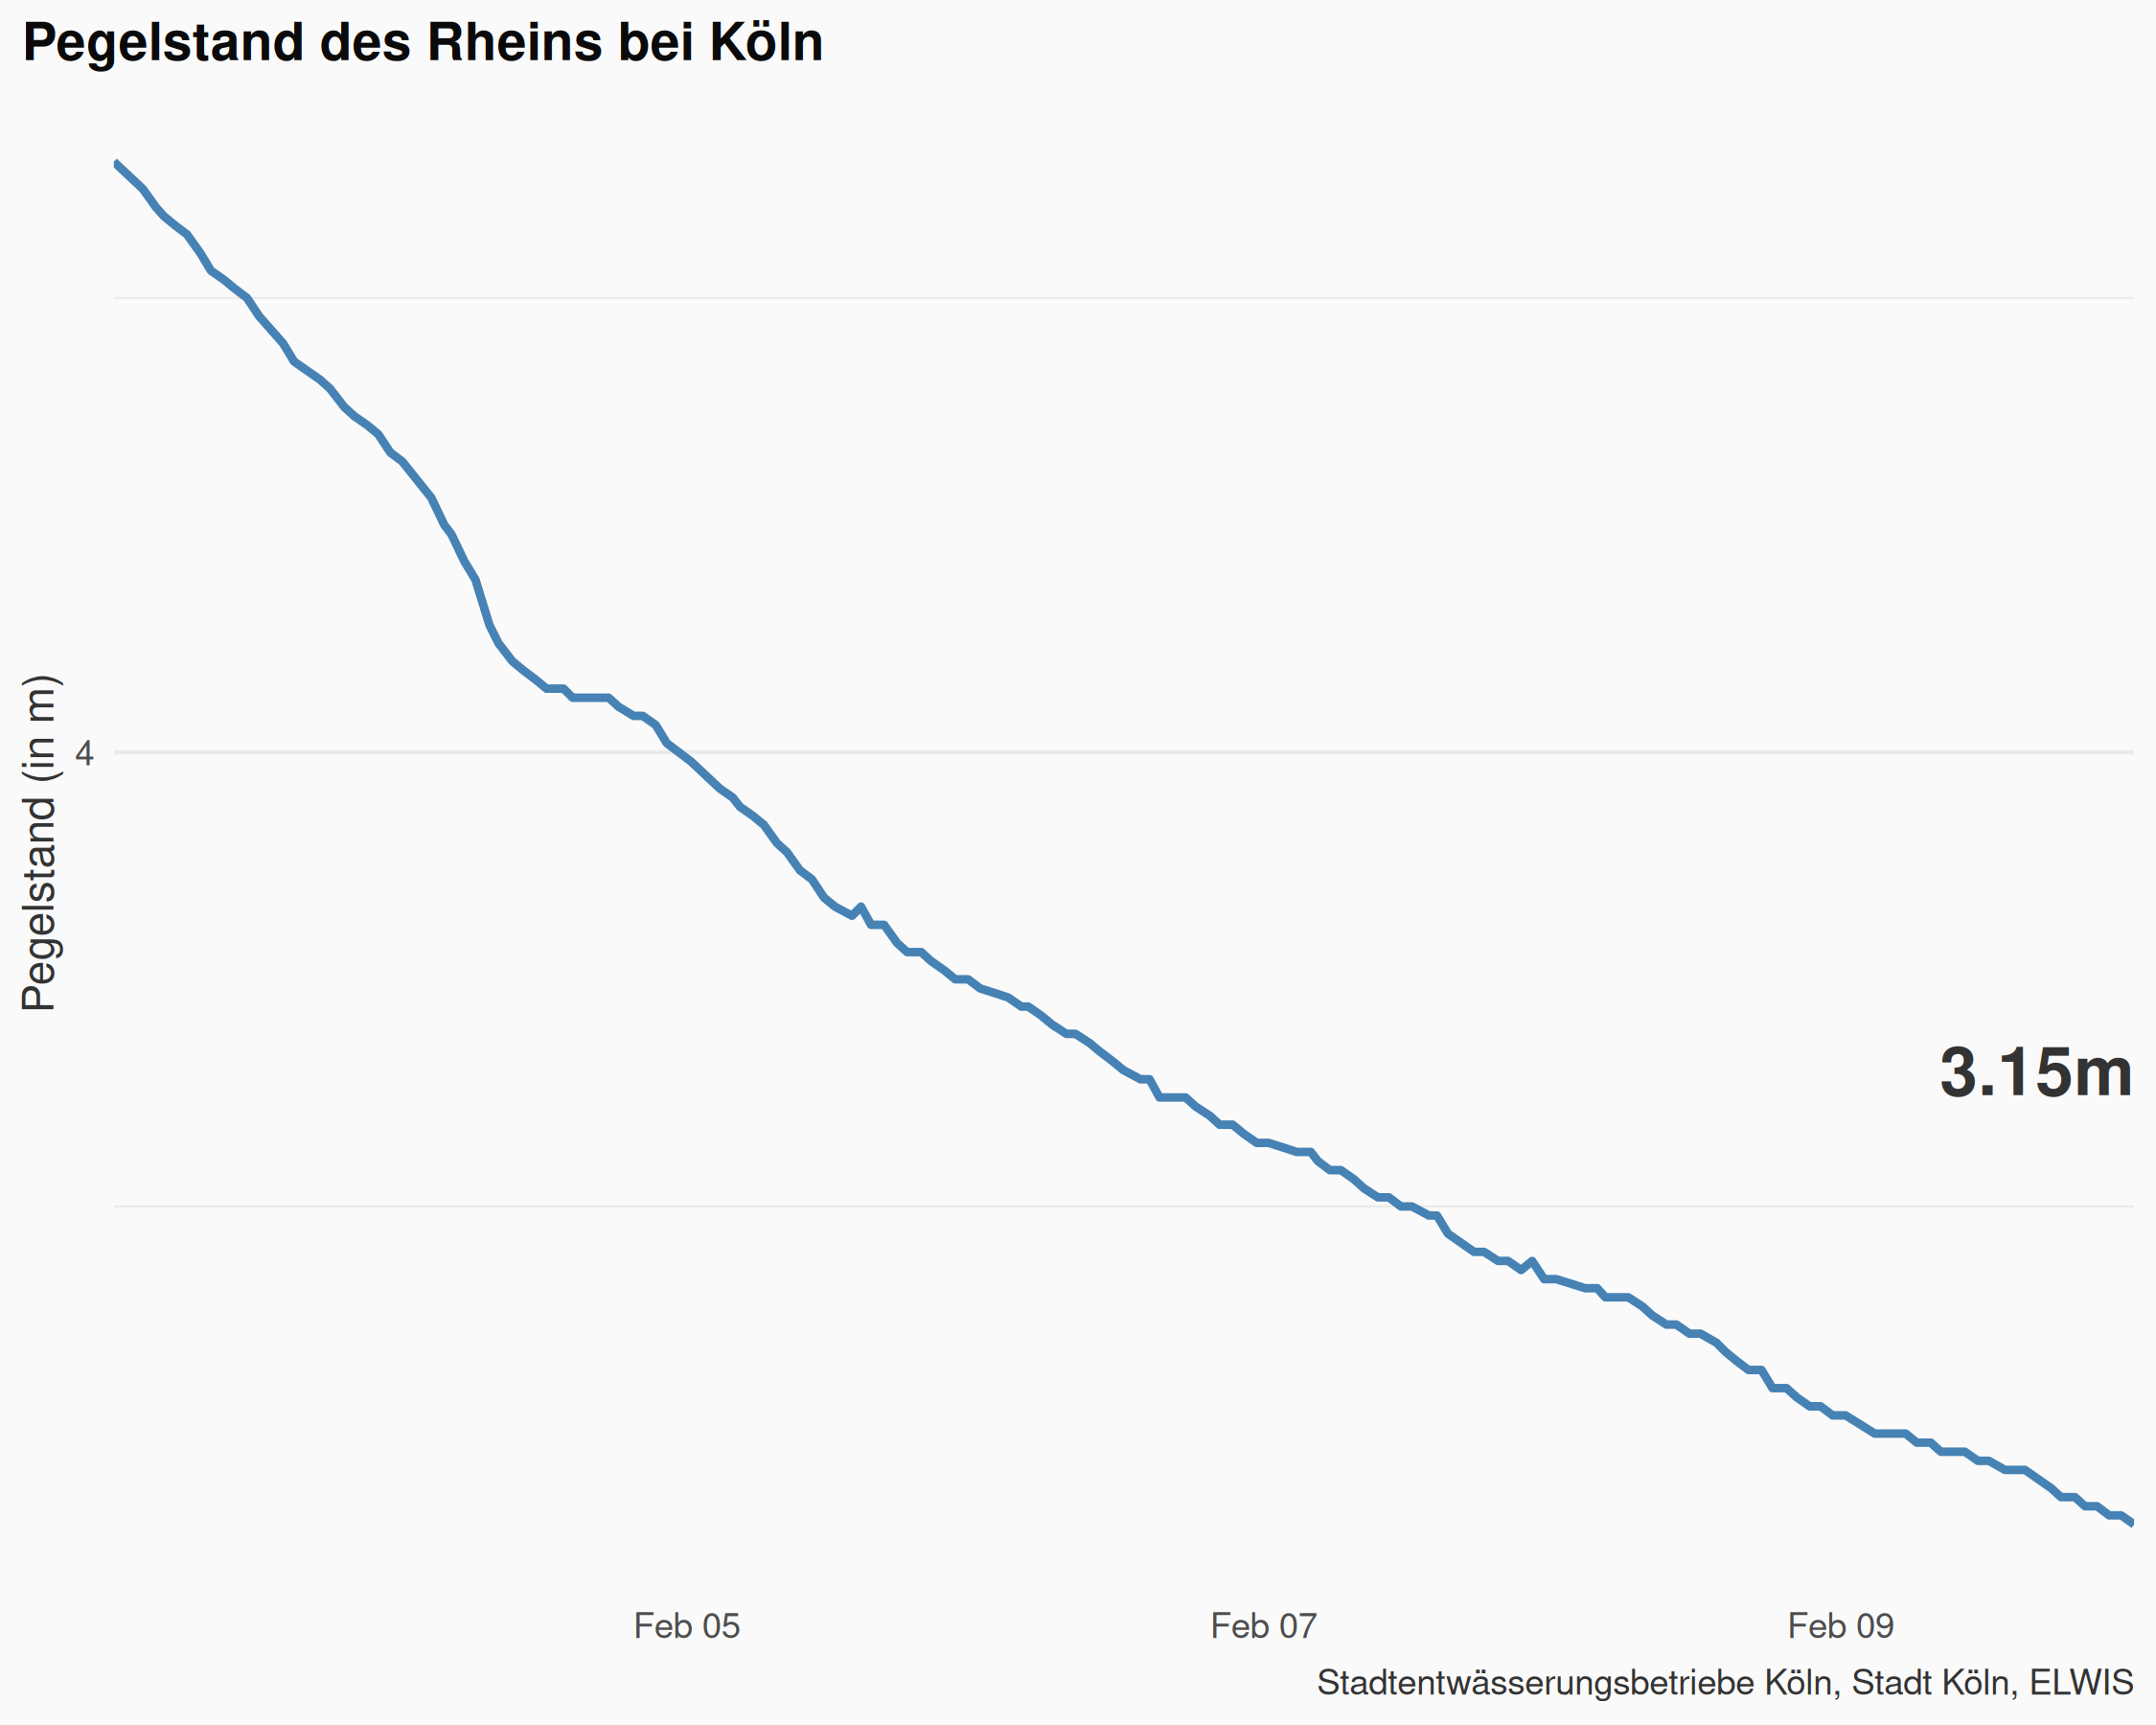 Pegelstand des Rheins bei Köln
Pegelstand (in m)
4
3.15m
Feb 05
Feb 07
Feb 09
Stadtentwässerungsbetriebe Köln, Stadt Köln, ELWIS